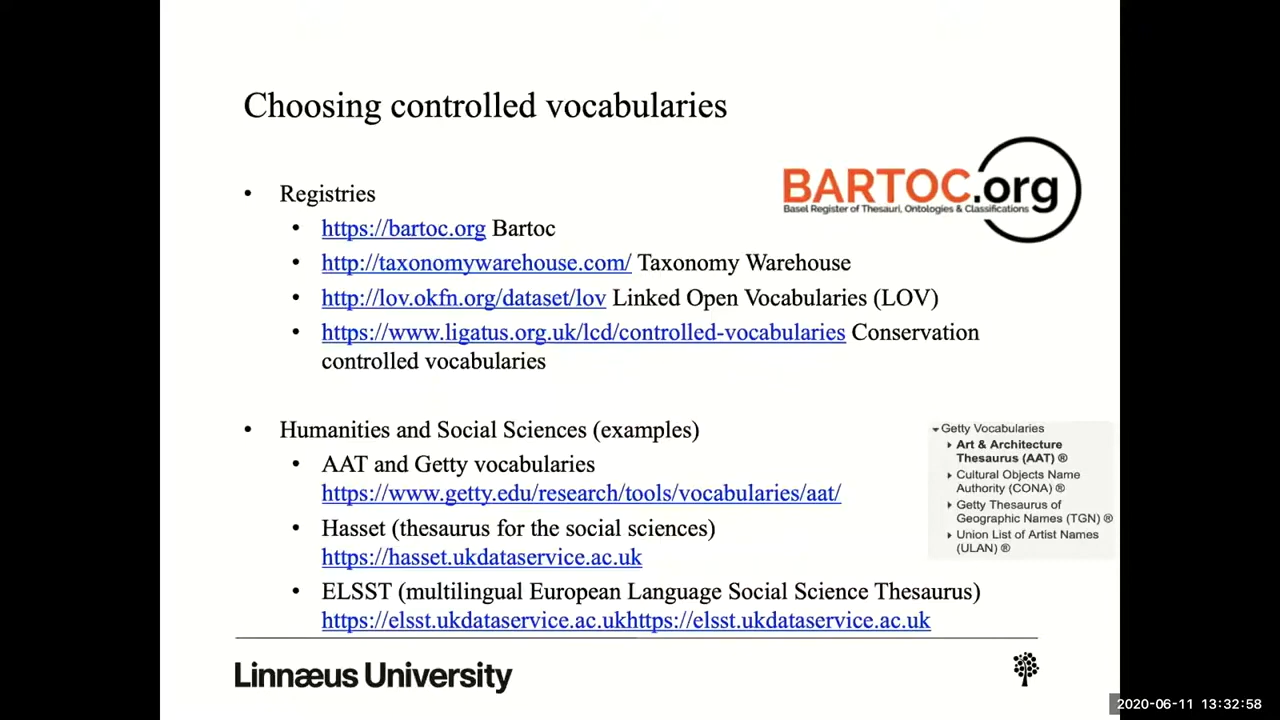 Choosing controlled vocabularies
BARTOC.org
Basel Register of Thesauri, Ontologies & Classifications
• Registries
• https://bartoc.org Bartoc
• http://taxonomywarehouse.com/ Taxonomy Warehouse
• http://lov.okfn.org/dataset/lov Linked Open Vocabularies (LOV)
• https://www.ligatus.org.uk/lcd/controlled-vocabularies Conservation
controlled vocabularies
• Humanities and Social Sciences (examples)
• AAT and Getty vocabularies
https://www.getty.edu/research/tools/vocabularies/aat/
• Hasset (thesaurus for the social sciences)
https://hasset.ukdataservice.ac.uk
• ELSST (multilingual European Language Social Science Thesaurus)
https://elsst.ukdataservice.ac.ukhttps://elsst.ukdataservice.ac.uk
Getty Vocabularies
Art & Architecture
Thesaurus (AAT) ®
Cultural Objects Name
Authority (CONA) ®
Getty Thesaurus of
Geographic Names (TGN) ®
Union List of Artist Names
(ULAN) ®
Linnæus University
2020-06-11 13:32:58